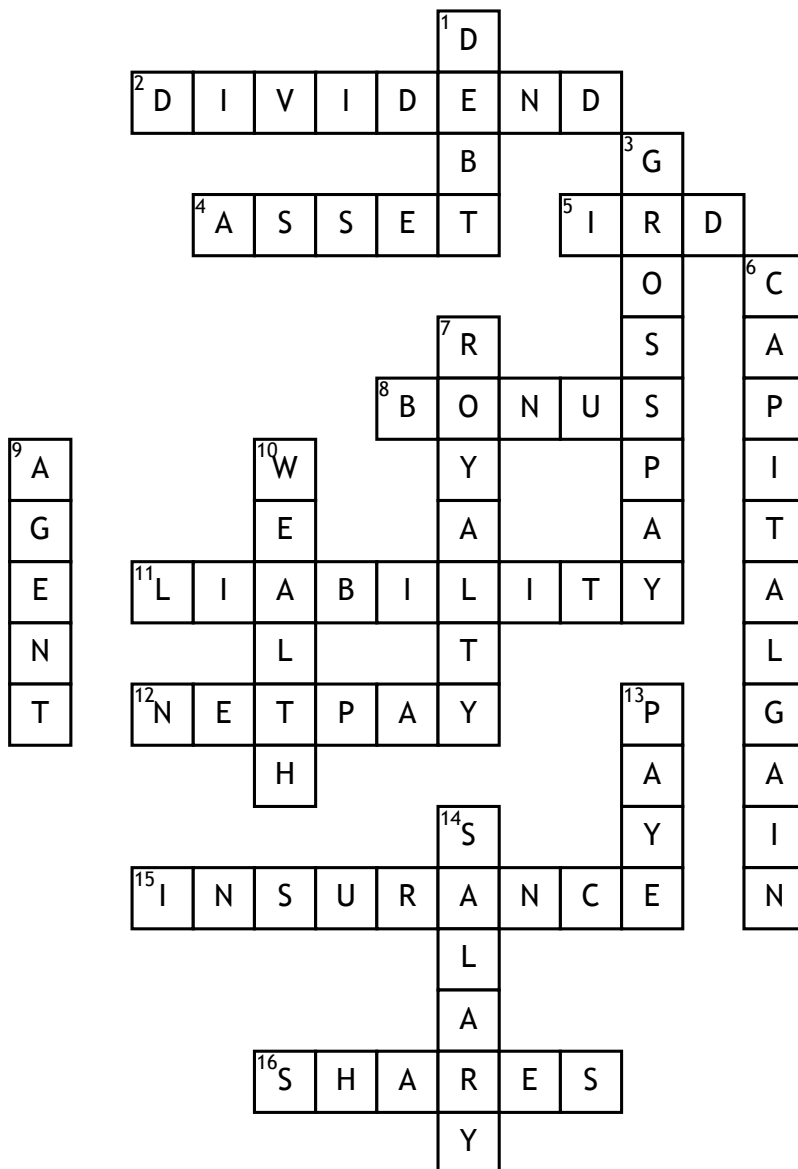 1 D
2 D I V I D E N D
B 3 G
4 A S S E T 5 I R D
O 6 C
7 R S A
8 B O N U S P
9 A 10 W Y P I
G E A A T
E 11 L I A B I L I T Y A
N L T L
T 12 N E T P A Y 13 P G
H A A
14 S Y I
15 I N S U R A N C E N
L
A
16 S H A R E S
Y